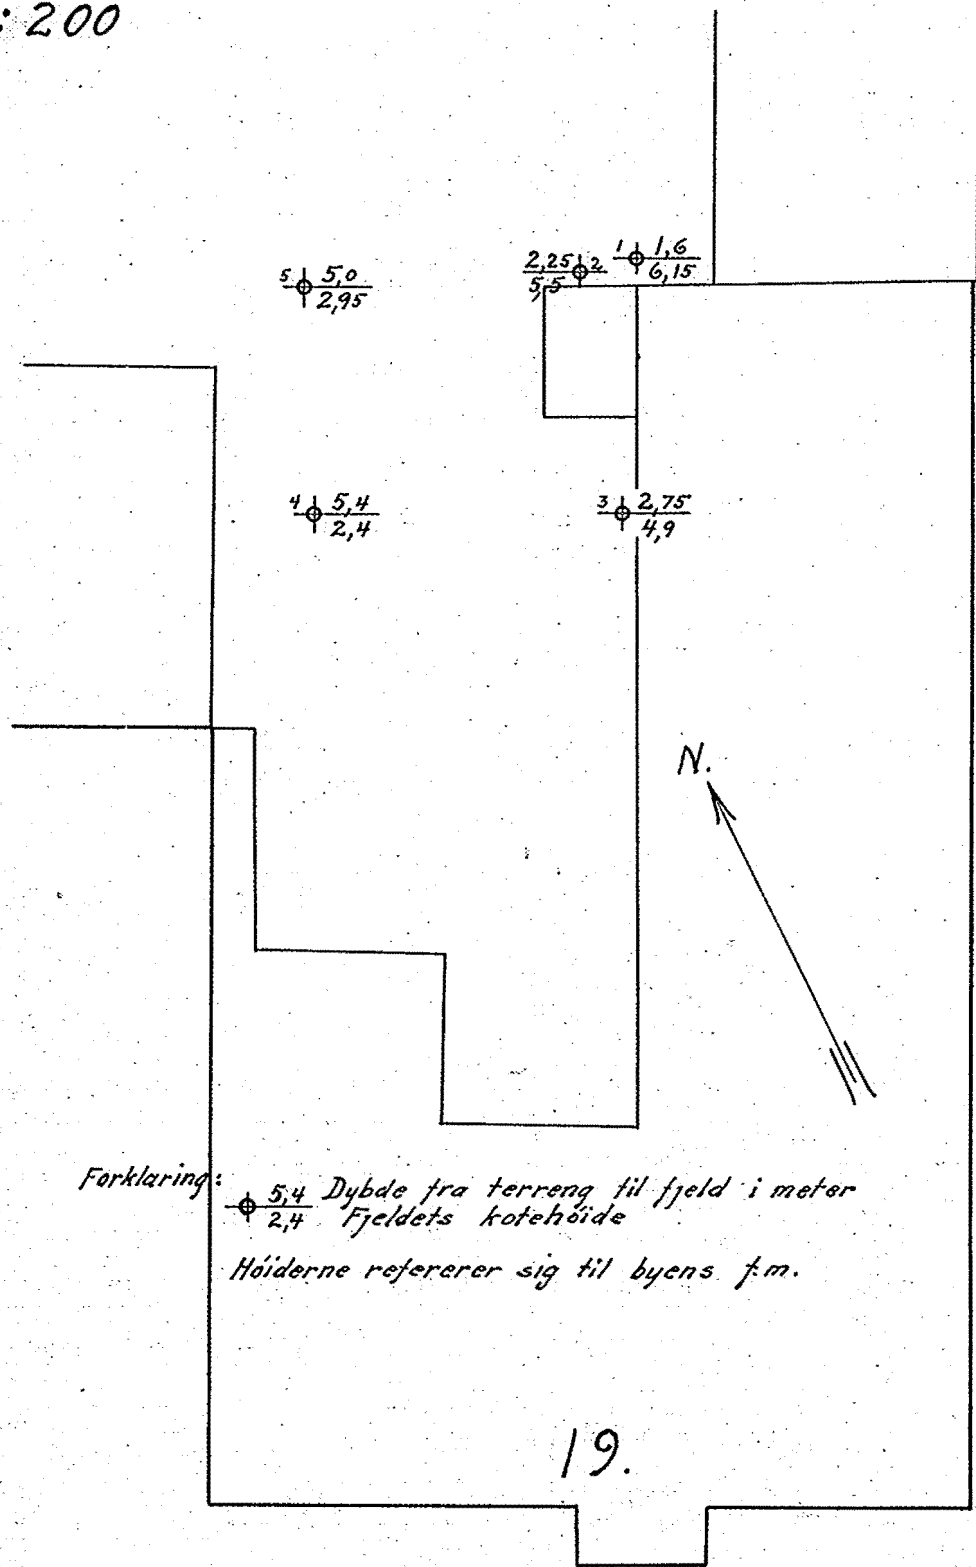 : 200
1 1,6
6,15
2,25 2
5,5
5 5,0
2,95
4 5,4
2,4
3 2,75
4,9
N.
Forklaring:
5,4 Dybde fra terreng til fjeld i meter
2,4 Fjeldets kotehöide
Höiderne refererer sig til byens f.m.
19.